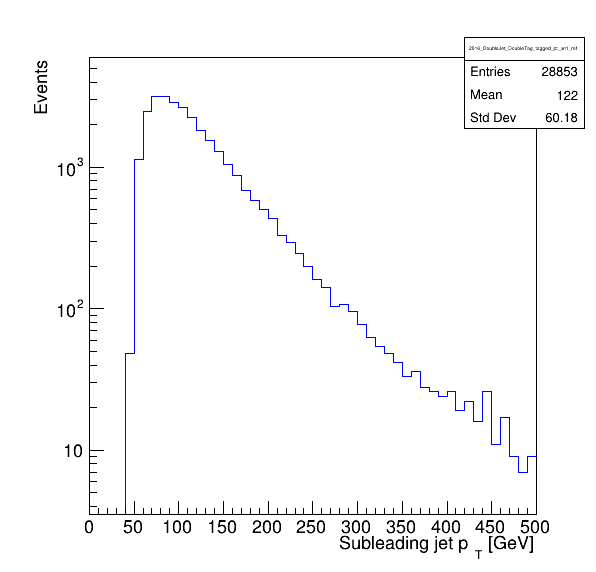 2016_DoubleJet_DoubleTag_tagged_pt_jet1_rnf
Entries 28853
Mean 122
Std Dev 60.18
Events
10^3
10^2
10
0 50 100 150 200 250 300 350 400 450 500
Subleading jet p_T [GeV]